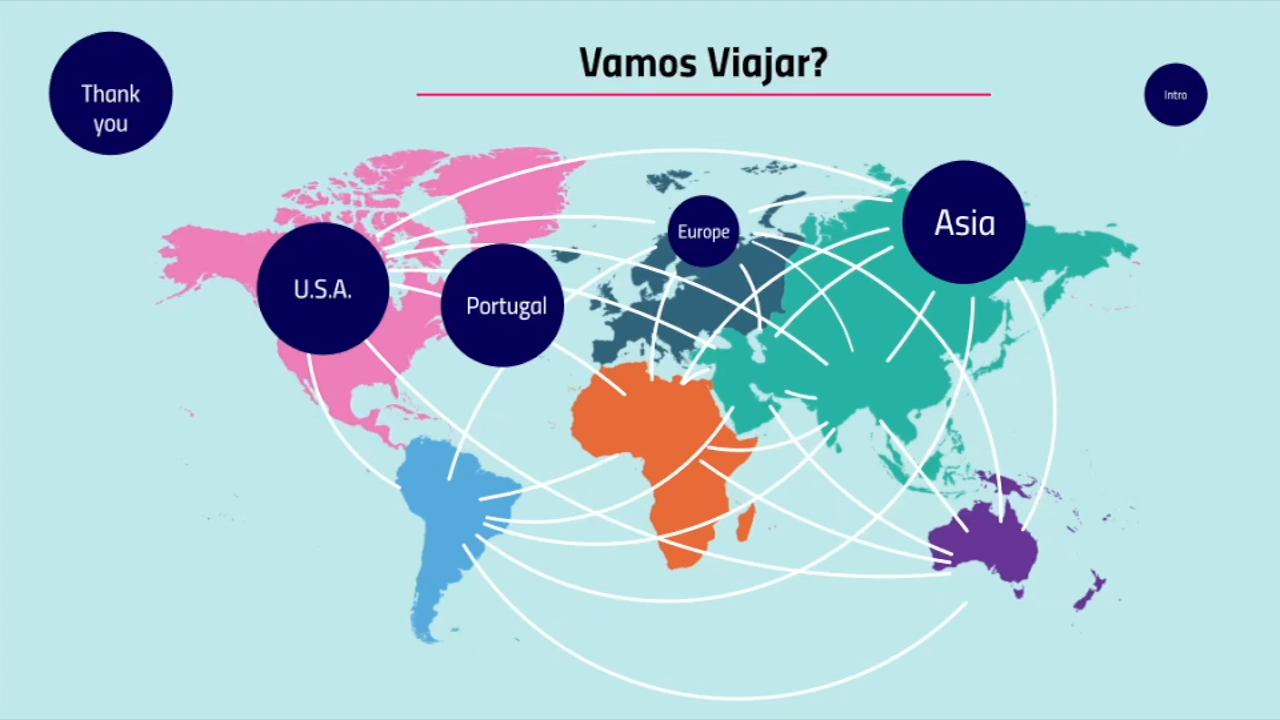 Vamos Viajar?
Thank
you
Intro
Europe
Asia
U.S.A.
Portugal